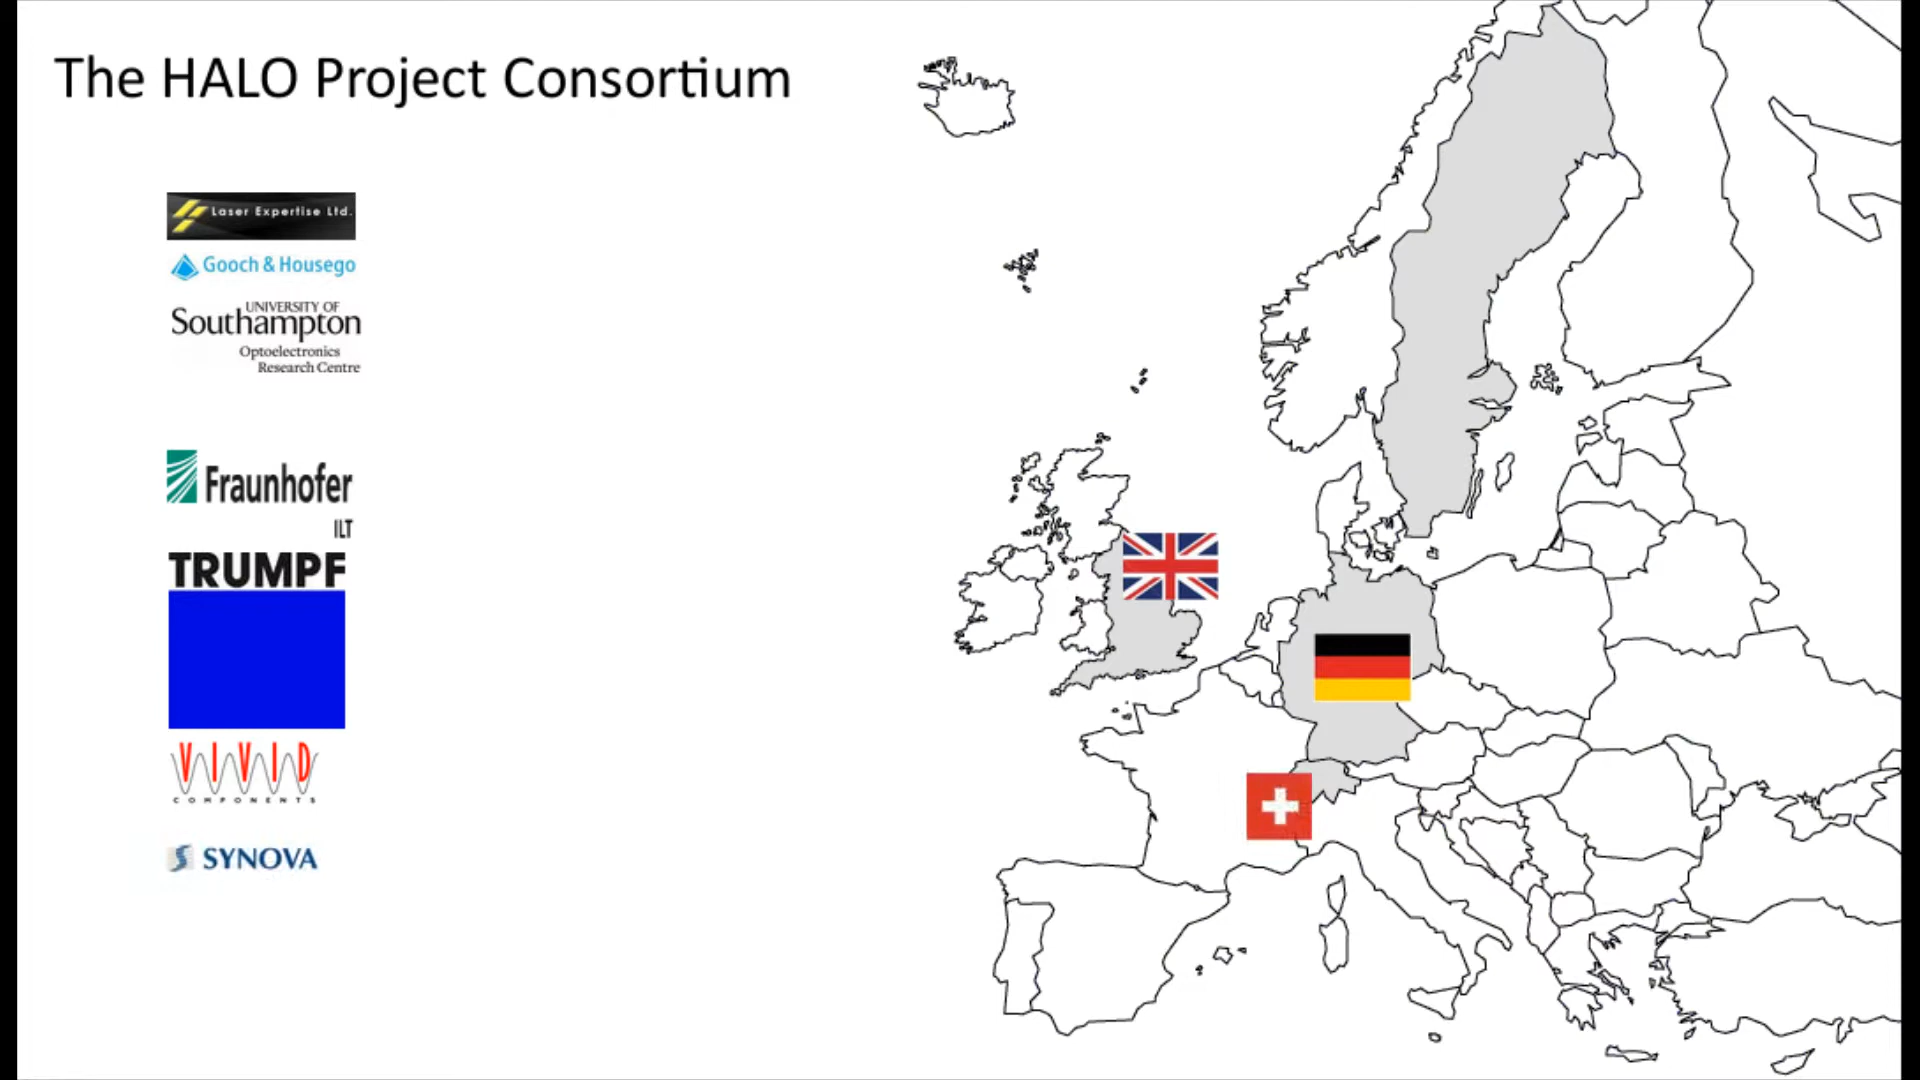 The HALO Project Consortium
Laser Expertise Ltd.
Gooch & Housego
UNIVERSITY OF
Southampton
Optoelectronics
Research Centre
Fraunhofer
ILT
TRUMPF
VIVID
COMPONENTS
SYNOVA